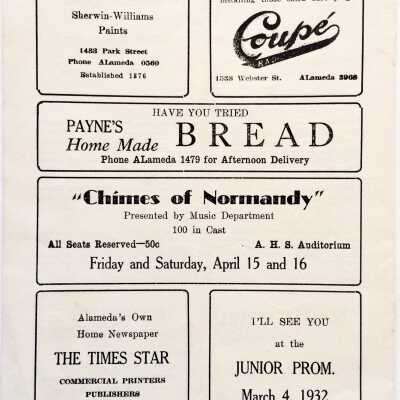 Sherwin-Williams
Paints
1483 Park Street
Phone ALameda 0560
Established 1876
Coupé
1538 Webster St. ALameda 3968
HAVE YOU TRIED
PAYNE'S
Home Made BREAD
Phone ALameda 1479 for Afternoon Delivery
"Chimes of Normandy"
Presented by Music Department
100 in Cast
All Seats Reserved—50c A. H. S. Auditorium
Friday and Saturday, April 15 and 16
Alameda's Own
Home Newspaper
THE TIMES STAR
COMMERCIAL PRINTERS
PUBLISHERS
I'LL SEE YOU
at the
JUNIOR PROM.
March 4, 1932